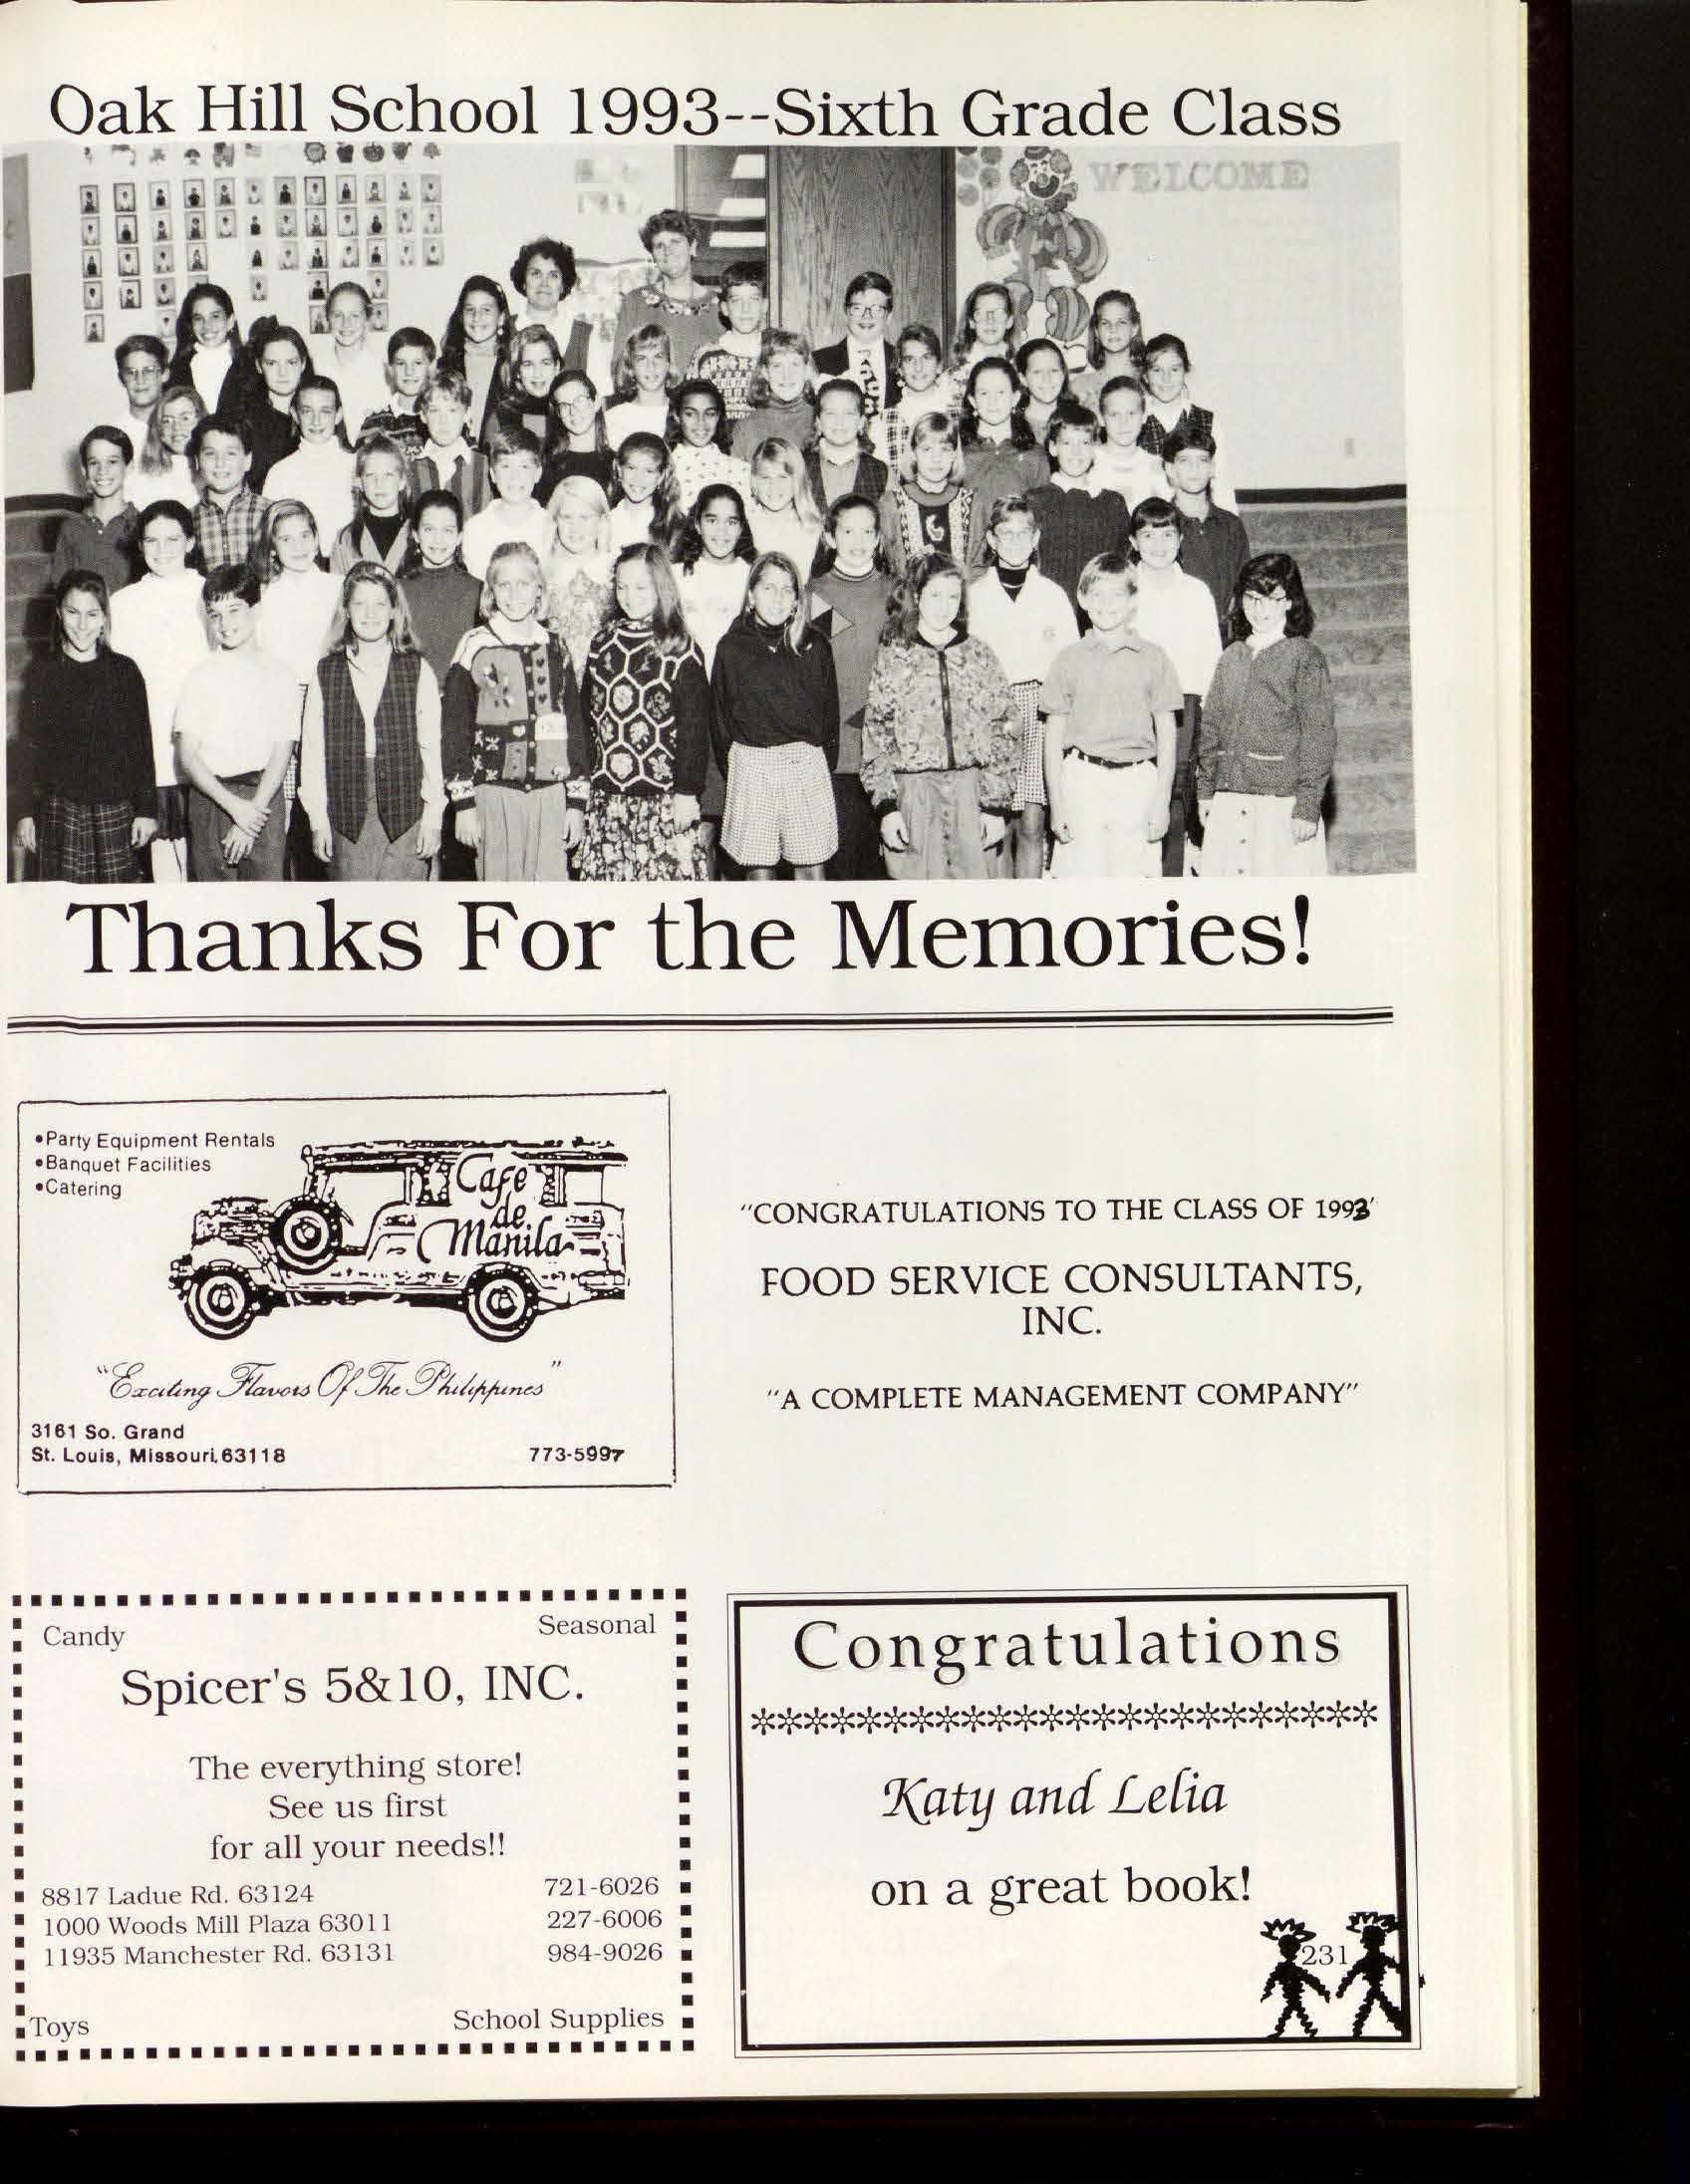 Oak Hill School 1993--Sixth Grade Class
WELCOME
Thanks For the Memories!
•Party Equipment Rentals
•Banquet Facilities
•Catering
Cafe
de
Manila
"Exciting Flavors Of The Philippines"
3161 So. Grand
St. Louis, Missouri, 63118
773-5997
"CONGRATULATIONS TO THE CLASS OF 1993'
FOOD SERVICE CONSULTANTS,
INC.
"A COMPLETE MANAGEMENT COMPANY"
Candy
Seasonal
Spicer's 5&10, INC.
The everything store!
See us first
for all your needs!!
8817 Ladue Rd. 63124 721-6026
1000 Woods Mill Plaza 63011 227-6006
11935 Manchester Rd. 63131 984-9026
Toys
School Supplies
Congratulations
************************
Katy and Lelia
on a great book!
231